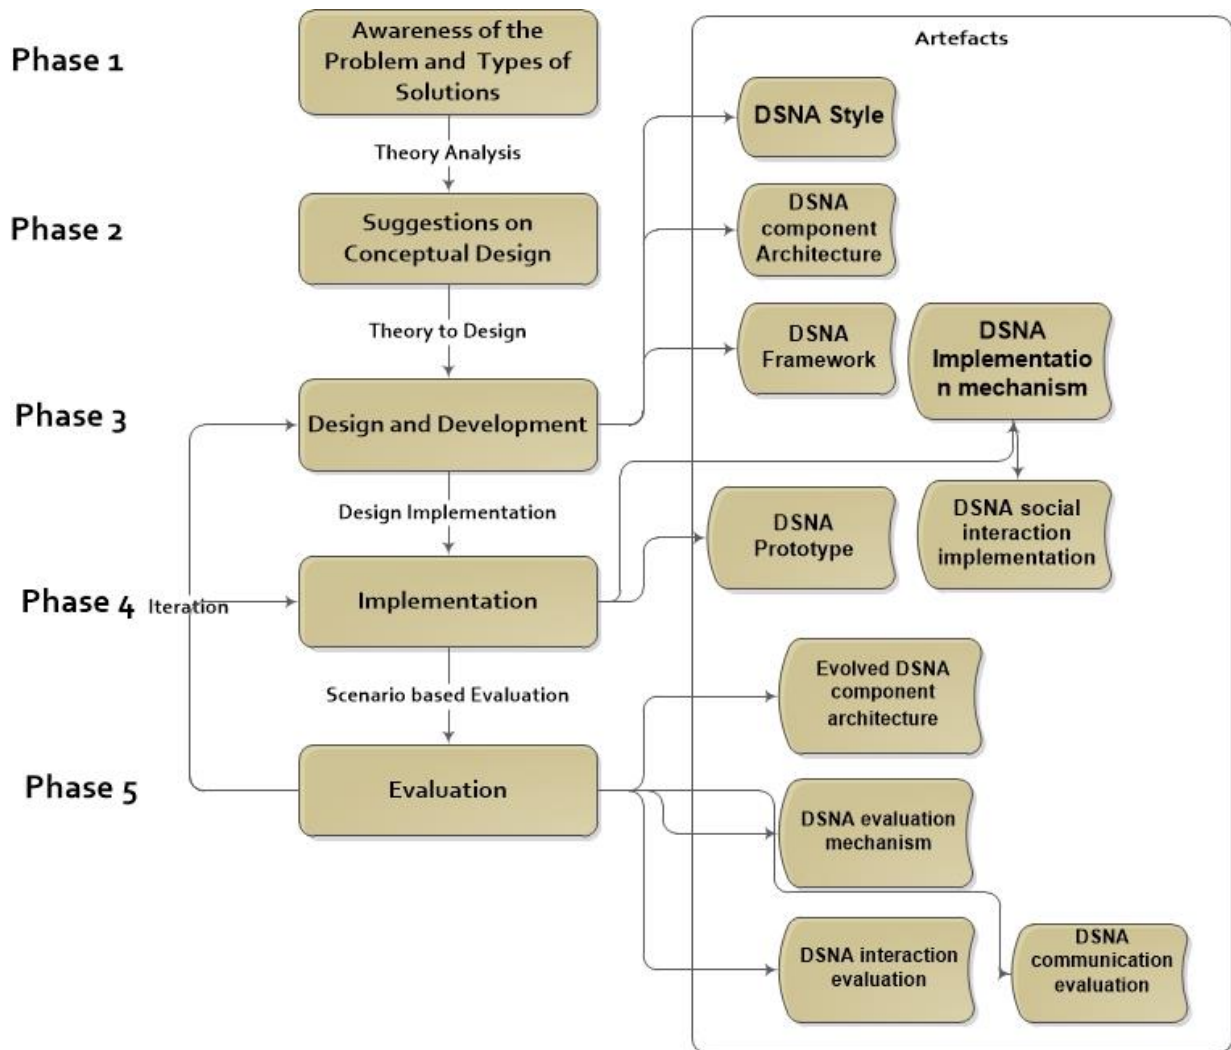 Artefacts
Phase 1
Awareness of the
Problem and Types of
Solutions
DSNA Style
Theory Analysis
Phase 2
Suggestions on
Conceptual Design
DSNA
component
Architecture
Theory to Design
DSNA
Framework
DSNA
Implementatio
n mechanism
Phase 3
Design and Development
Design Implementation
DSNA
Prototype
DSNA social
interaction
implementation
Phase 4
Iteration
Implementation
Scenario based Evaluation
Evolved DSNA
component
architecture
Phase 5
Evaluation
DSNA evaluation
mechanism
DSNA interaction
evaluation
DSNA
communication
evaluation